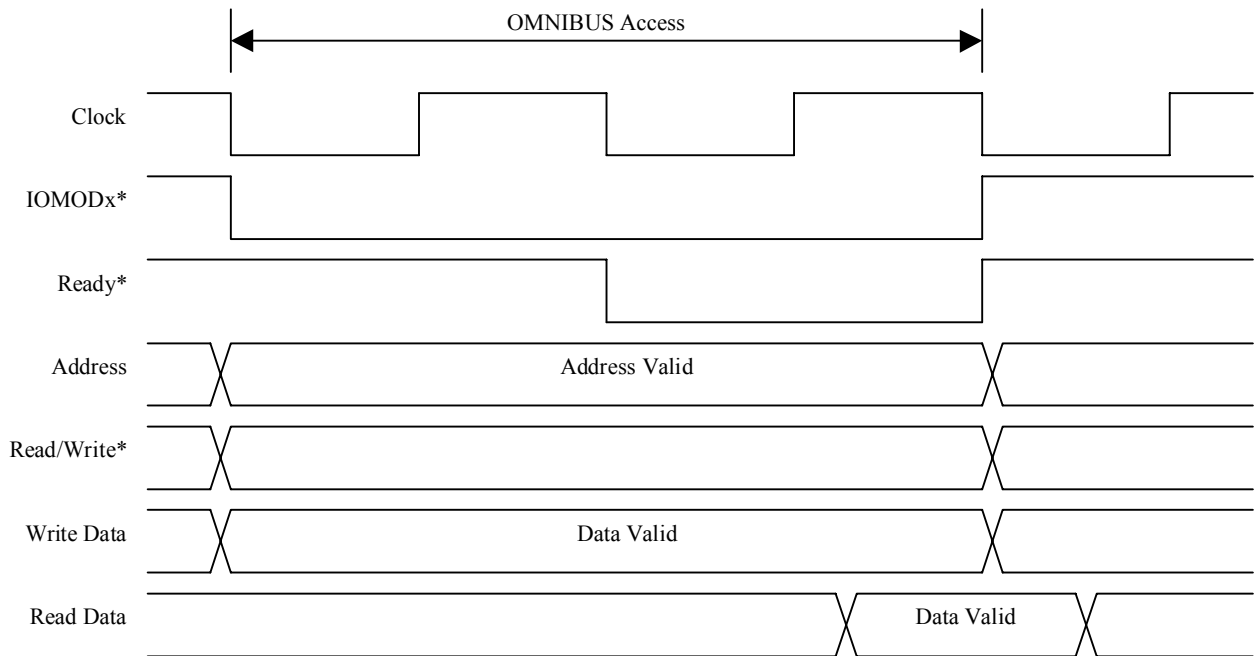 OMNIBUS Access
Clock
IOMODx*
Ready*
Address
Address Valid
Read/Write*
Write Data
Data Valid
Read Data
Data Valid